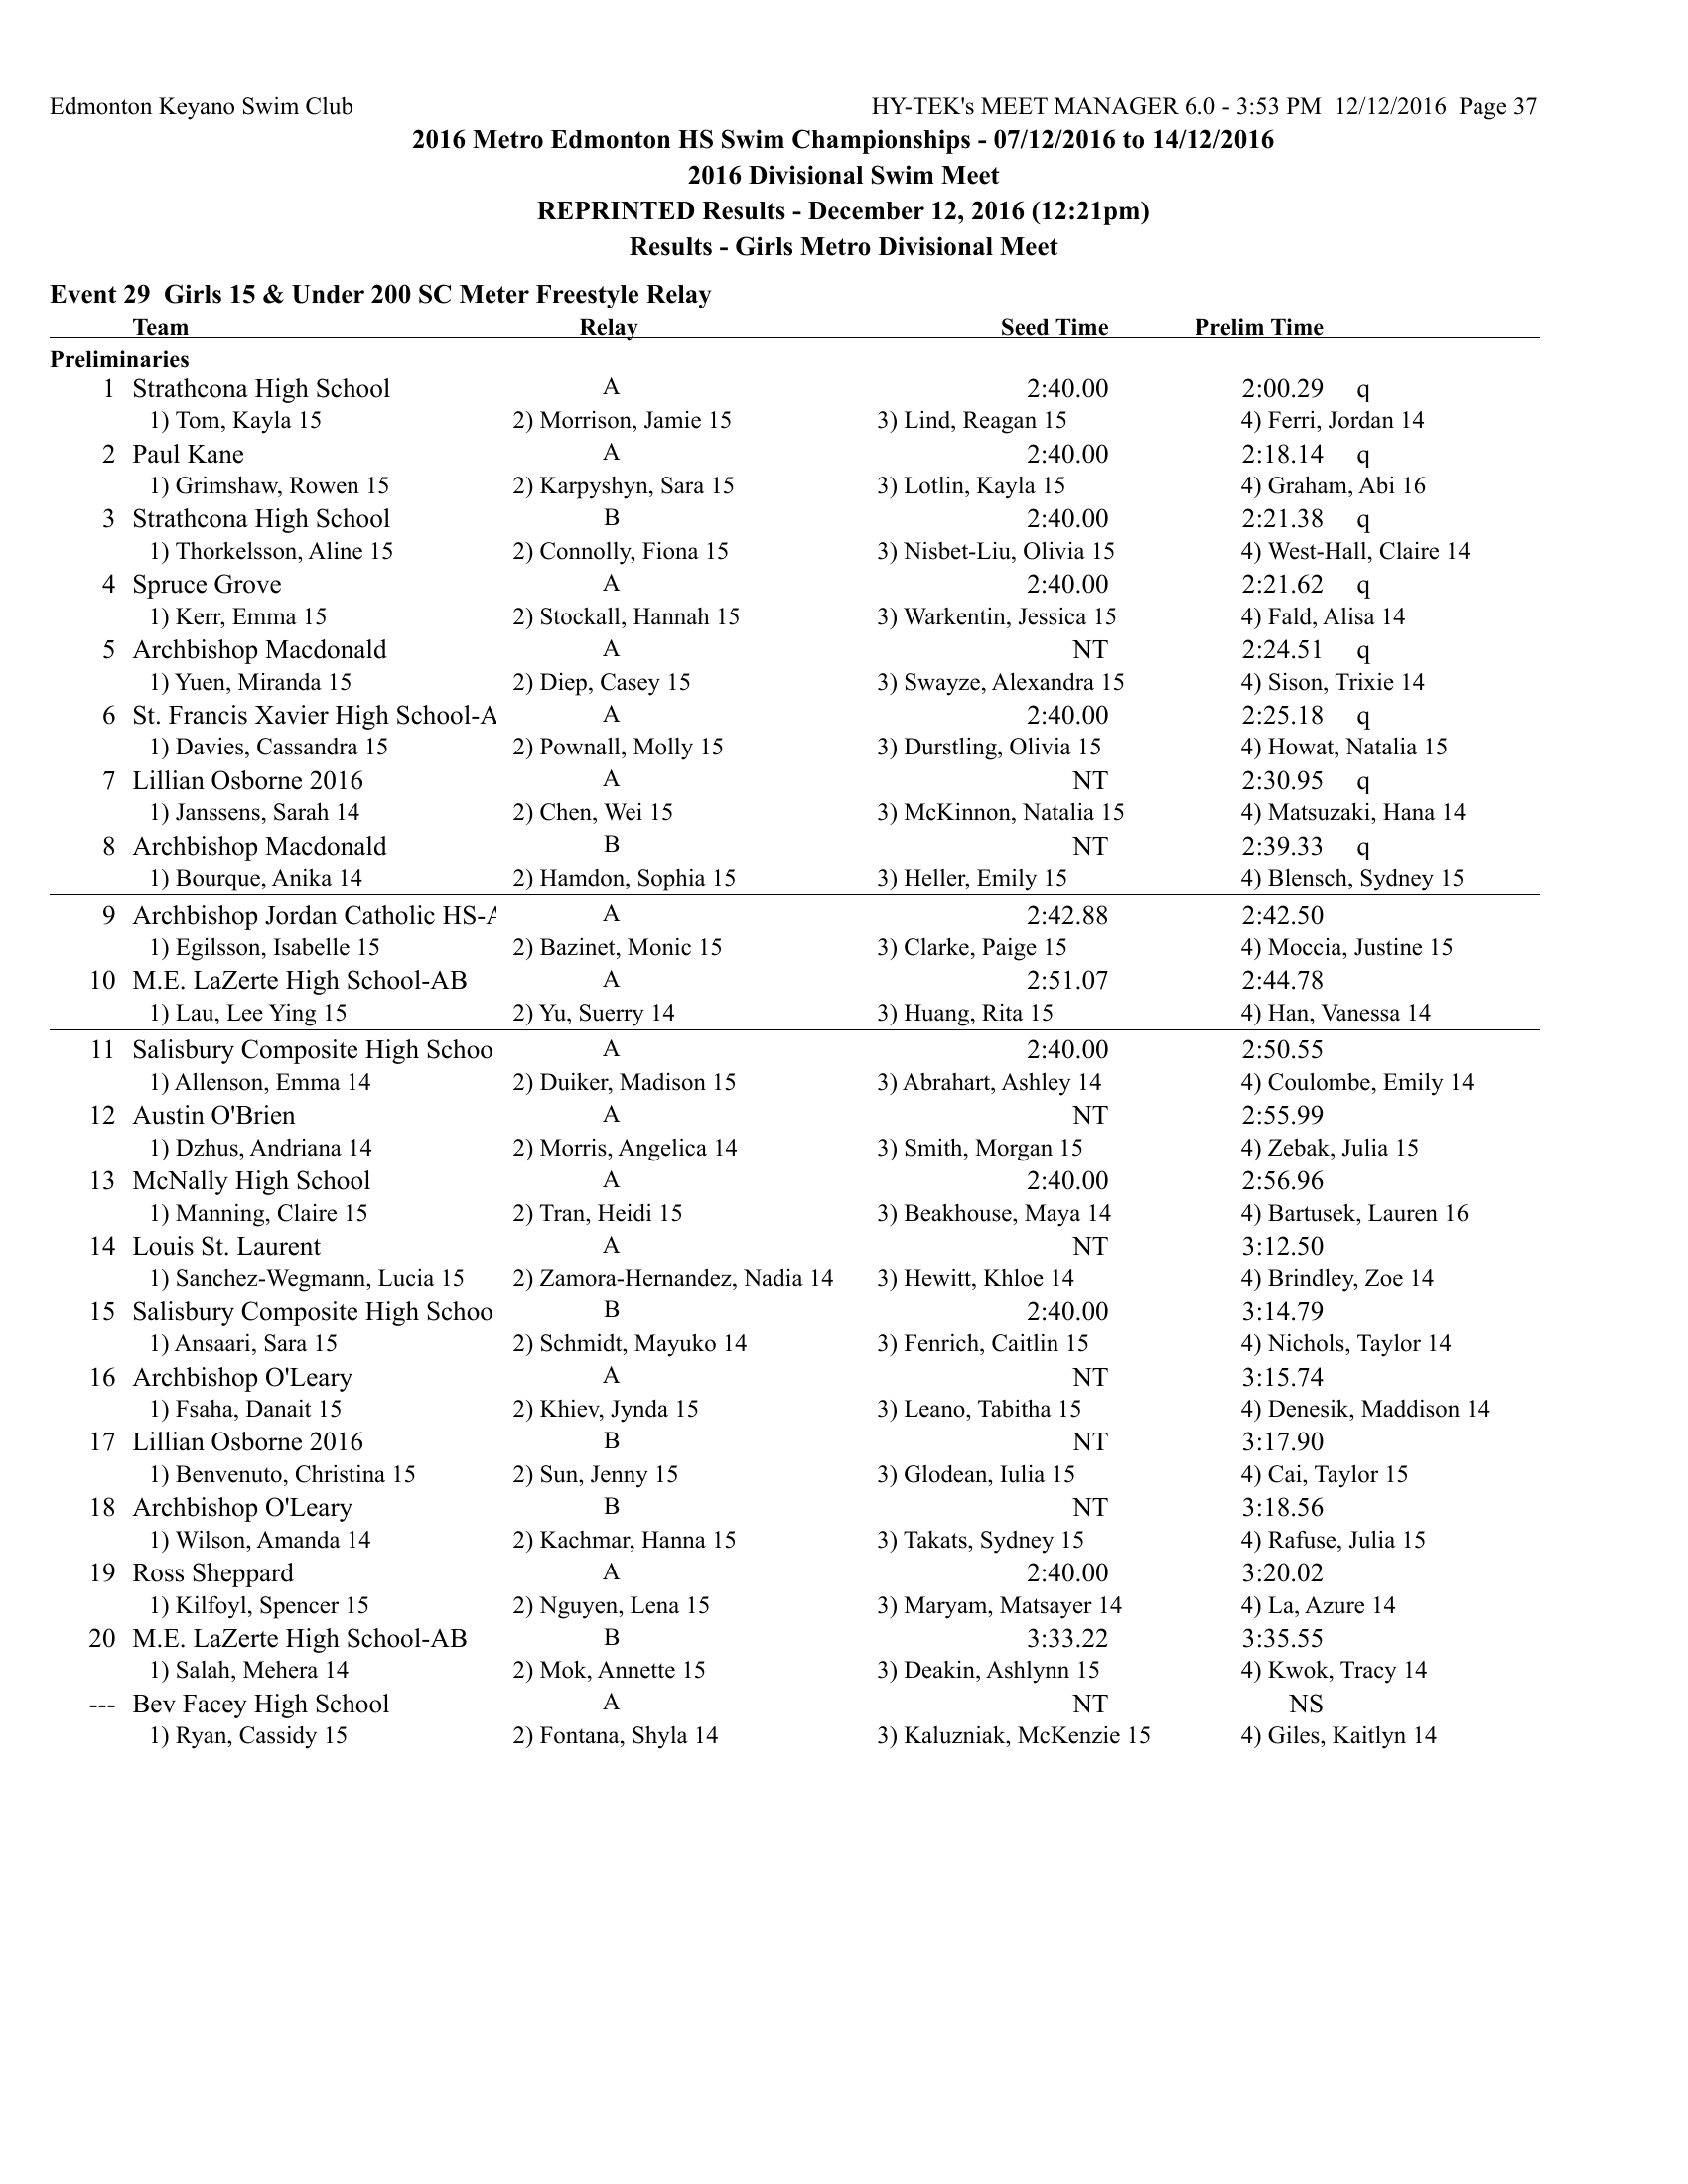 Edmonton Keyano Swim Club HY-TEK's MEET MANAGER 6.0 - 3:53 PM 12/12/2016 Page 37
2016 Metro Edmonton HS Swim Championships - 07/12/2016 to 14/12/2016
2016 Divisional Swim Meet
REPRINTED Results - December 12, 2016 (12:21pm)
Results - Girls Metro Divisional Meet
Event 29 Girls 15 & Under 200 SC Meter Freestyle Relay
Team Relay Seed Time Prelim Time
Preliminaries
1 Strathcona High School A 2:40.00 2:00.29 q
1) Tom, Kayla 15 2) Morrison, Jamie 15 3) Lind, Reagan 15 4) Ferri, Jordan 14
2 Paul Kane A 2:40.00 2:18.14 q
1) Grimshaw, Rowen 15 2) Karpyshyn, Sara 15 3) Lotlin, Kayla 15 4) Graham, Abi 16
3 Strathcona High School B 2:40.00 2:21.38 q
1) Thorkelsson, Aline 15 2) Connolly, Fiona 15 3) Nisbet-Liu, Olivia 15 4) West-Hall, Claire 14
4 Spruce Grove A 2:40.00 2:21.62 q
1) Kerr, Emma 15 2) Stockall, Hannah 15 3) Warkentin, Jessica 15 4) Fald, Alisa 14
5 Archbishop Macdonald A NT 2:24.51 q
1) Yuen, Miranda 15 2) Diep, Casey 15 3) Swayze, Alexandra 15 4) Sison, Trixie 14
6 St. Francis Xavier High School-A A 2:40.00 2:25.18 q
1) Davies, Cassandra 15 2) Pownall, Molly 15 3) Durstling, Olivia 15 4) Howat, Natalia 15
7 Lillian Osborne 2016 A NT 2:30.95 q
1) Janssens, Sarah 14 2) Chen, Wei 15 3) McKinnon, Natalia 15 4) Matsuzaki, Hana 14
8 Archbishop Macdonald B NT 2:39.33 q
1) Bourque, Anika 14 2) Hamdon, Sophia 15 3) Heller, Emily 15 4) Blensch, Sydney 15
9 Archbishop Jordan Catholic HS-A A 2:42.88 2:42.50
1) Egilsson, Isabelle 15 2) Bazinet, Monic 15 3) Clarke, Paige 15 4) Moccia, Justine 15
10 M.E. LaZerte High School-AB A 2:51.07 2:44.78
1) Lau, Lee Ying 15 2) Yu, Suerry 14 3) Huang, Rita 15 4) Han, Vanessa 14
11 Salisbury Composite High Schoo A 2:40.00 2:50.55
1) Allenson, Emma 14 2) Duiker, Madison 15 3) Abrahart, Ashley 14 4) Coulombe, Emily 14
12 Austin O'Brien A NT 2:55.99
1) Dzhus, Andriana 14 2) Morris, Angelica 14 3) Smith, Morgan 15 4) Zebak, Julia 15
13 McNally High School A 2:40.00 2:56.96
1) Manning, Claire 15 2) Tran, Heidi 15 3) Beakhouse, Maya 14 4) Bartusek, Lauren 16
14 Louis St. Laurent A NT 3:12.50
1) Sanchez-Wegmann, Lucia 15 2) Zamora-Hernandez, Nadia 14 3) Hewitt, Khloe 14 4) Brindley, Zoe 14
15 Salisbury Composite High Schoo B 2:40.00 3:14.79
1) Ansaari, Sara 15 2) Schmidt, Mayuko 14 3) Fenrich, Caitlin 15 4) Nichols, Taylor 14
16 Archbishop O'Leary A NT 3:15.74
1) Fsaha, Danait 15 2) Khiev, Jynda 15 3) Leano, Tabitha 15 4) Denesik, Maddison 14
17 Lillian Osborne 2016 B NT 3:17.90
1) Benvenuto, Christina 15 2) Sun, Jenny 15 3) Glodean, Iulia 15 4) Cai, Taylor 15
18 Archbishop O'Leary B NT 3:18.56
1) Wilson, Amanda 14 2) Kachmar, Hanna 15 3) Takats, Sydney 15 4) Rafuse, Julia 15
19 Ross Sheppard A 2:40.00 3:20.02
1) Kilfoyl, Spencer 15 2) Nguyen, Lena 15 3) Maryam, Matsayer 14 4) La, Azure 14
20 M.E. LaZerte High School-AB B 3:33.22 3:35.55
1) Salah, Mehera 14 2) Mok, Annette 15 3) Deakin, Ashlynn 15 4) Kwok, Tracy 14
--- Bev Facey High School A NT NS
1) Ryan, Cassidy 15 2) Fontana, Shyla 14 3) Kaluzniak, McKenzie 15 4) Giles, Kaitlyn 14